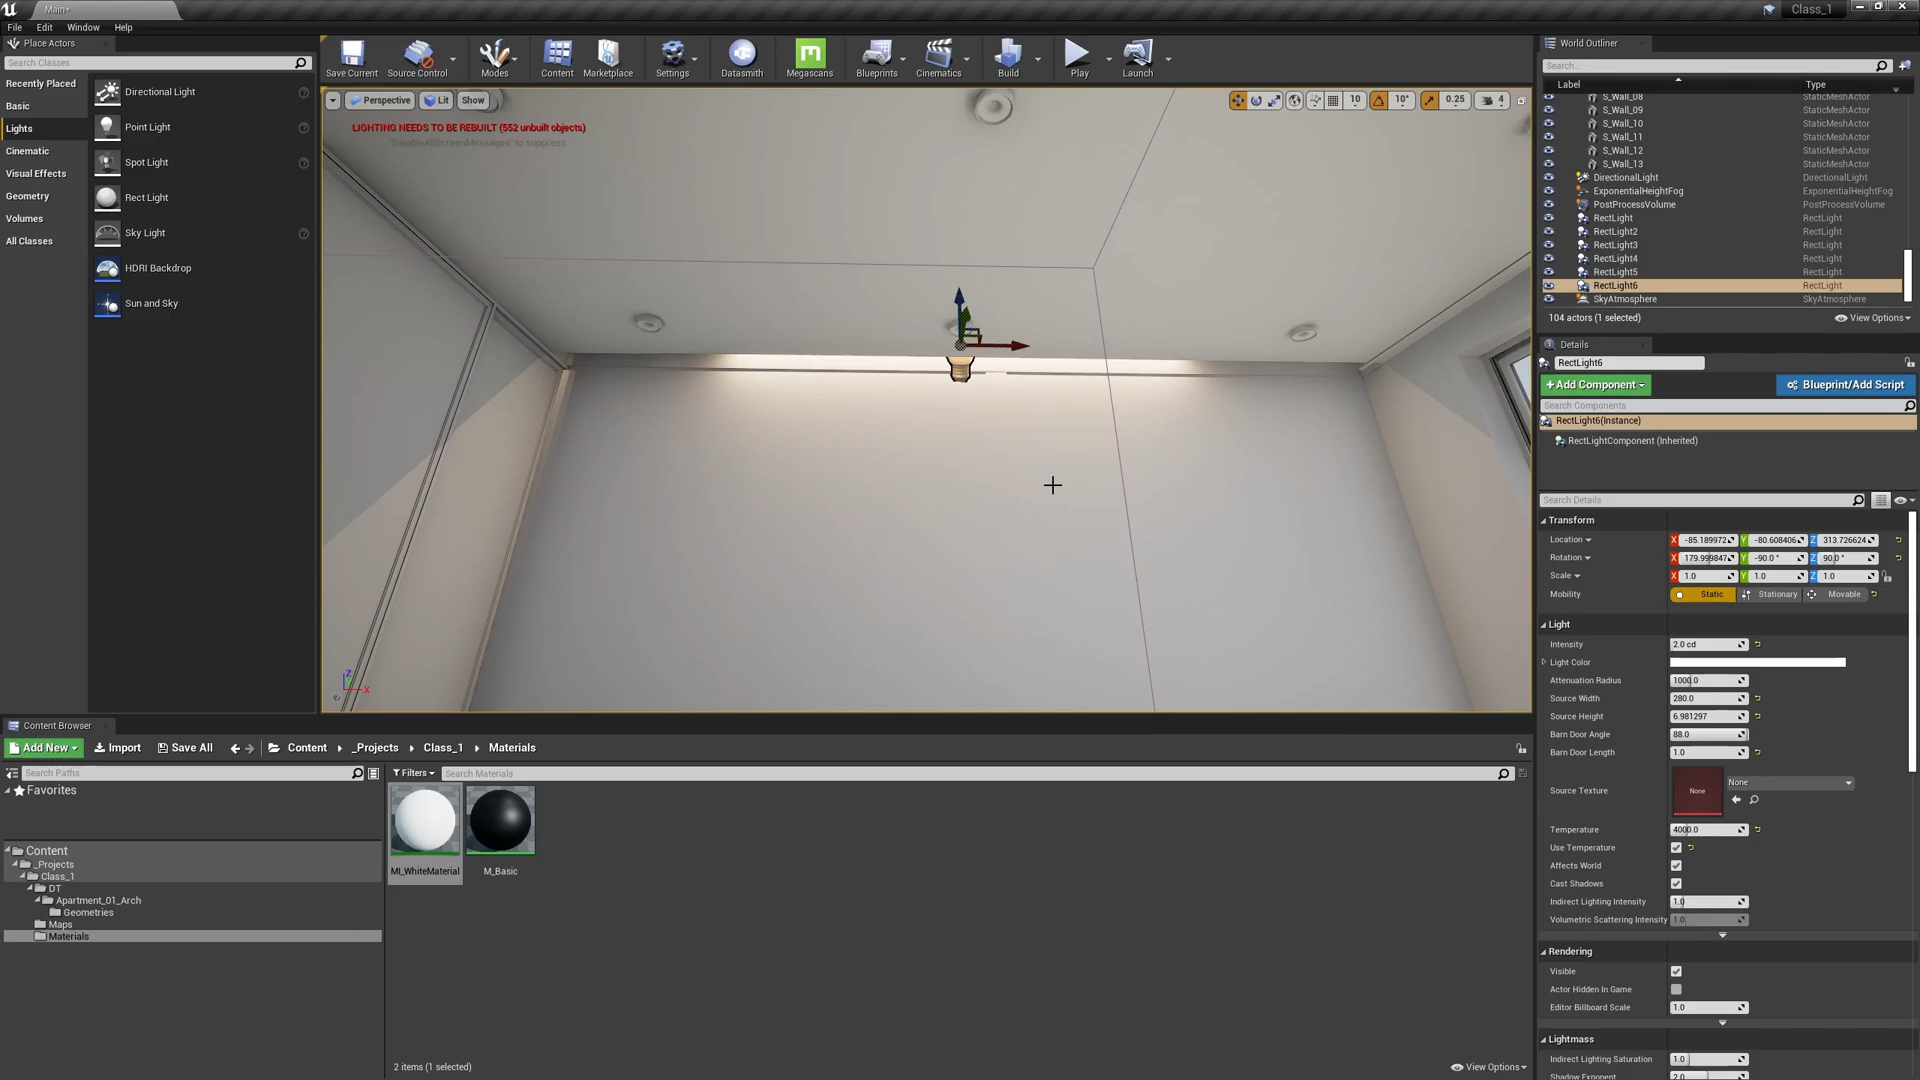 Main*
Class_1
File Edit Window Help
Place Actors
Search Classes
Recently Placed
Basic
Lights
Cinematic
Visual Effects
Geometry
Volumes
All Classes
Directional Light
Point Light
Spot Light
Rect Light
Sky Light
HDRI Backdrop
Sun and Sky
Save Current Source Control Modes Content Marketplace Settings Datasmith Megascans Blueprints Cinematics Build Play Launch
Perspective Lit Show
10 10° 0.25 4
LIGHTING NEEDS TO BE REBUILT (552 unbuilt objects)
'DisableAllScreenMessages' to suppress
Z
X
World Outliner
Search...
Label Type
S_Wall_08 StaticMeshActor
S_Wall_09 StaticMeshActor
S_Wall_10 StaticMeshActor
S_Wall_11 StaticMeshActor
S_Wall_12 StaticMeshActor
S_Wall_13 StaticMeshActor
DirectionalLight DirectionalLight
ExponentialHeightFog ExponentialHeightFog
PostProcessVolume PostProcessVolume
RectLight RectLight
RectLight2 RectLight
RectLight3 RectLight
RectLight4 RectLight
RectLight5 RectLight
RectLight6 RectLight
SkyAtmosphere SkyAtmosphere
104 actors (1 selected) View Options
Details
RectLight6
+Add Component Blueprint/Add Script
Search Components
RectLight6(Instance)
RectLightComponent (Inherited)
Search Details
Transform
Location X -85.189972 Y -80.608406 Z 313.726624
Rotation X 179.999847 Y -90.0 ° Z 90.0 °
Scale X 1.0 Y 1.0 Z 1.0
Mobility Static Stationary Movable
Light
Intensity 2.0 cd
Light Color
Attenuation Radius 1000.0
Source Width 280.0
Source Height 6.981297
Barn Door Angle 88.0
Barn Door Length 1.0
Source Texture None None
Temperature 4000.0
Use Temperature
Affects World
Cast Shadows
Indirect Lighting Intensity 1.0
Volumetric Scattering Intensity 1.0
Rendering
Visible
Actor Hidden In Game
Editor Billboard Scale 1.0
Lightmass
Indirect Lighting Saturation 1.0
Shadow Exponent 2.0
Content Browser
Add New Import Save All Content _Projects Class_1 Materials
Search Paths
Filters Search Materials
Favorites
Content
_Projects
Class_1
DT
Apartment_01_Arch
Geometries
Maps
Materials
MI_WhiteMaterial M_Basic
2 items (1 selected) View Options